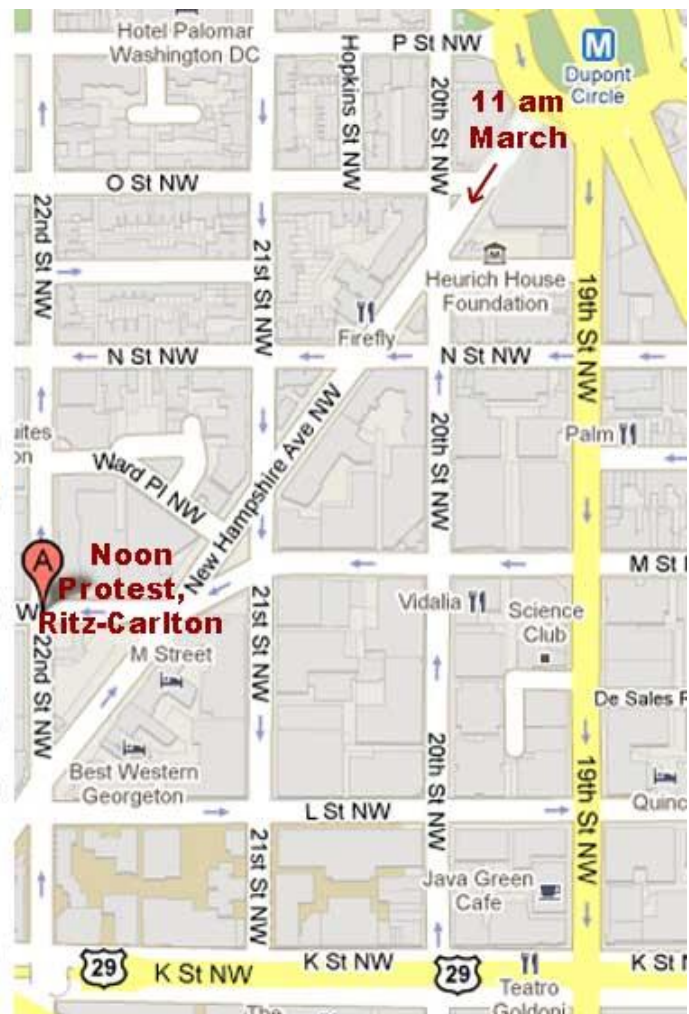 Hotel Palomar
Washington DC
Hopkins St NW
P St NW
20th St NW
M
Dupont
Circle
11 am
March
O St NW
22nd St NW
21st St NW
Heurich House
Foundation
19th St NW
Firefly
N St NW
N St NW
Palm
Ward Pl NW
New Hampshire Ave NW
20th St NW
A
Noon
Protest,
Ritz-Carlton
W
M St
Vidalia
Science
Club
M Street
22nd St NW
21st St NW
De Sales
Best Western
Georgeton
20th St NW
19th St NW
Quinc
L St NW
21st St NW
Java Green
Cafe
29
K St NW
K St NW
29
K St
Teatro
Goldoni
The